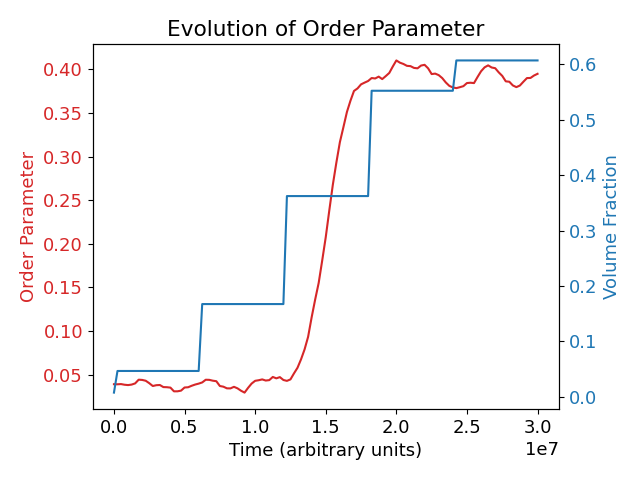 Evolution of Order Parameter
0.40
0.35
0.30
0.25
0.20
0.15
0.10
0.05
Order Parameter
0.6
0.5
0.4
0.3
0.2
0.1
0.0
Volume Fraction
0.0 0.5 1.0 1.5 2.0 2.5 3.0
1e7
Time (arbitrary units)